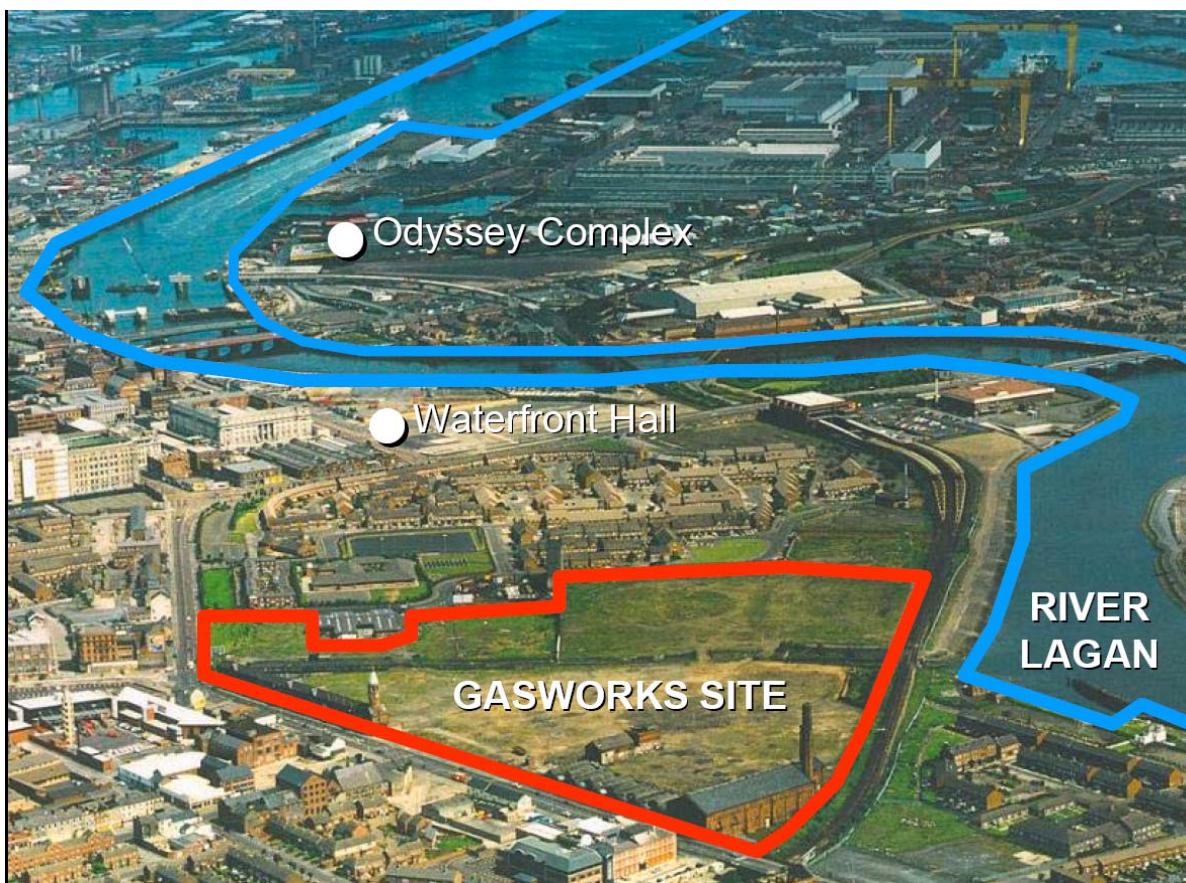 Odyssey Complex
Waterfront Hall
RIVER
LAGAN
GASWORKS SITE